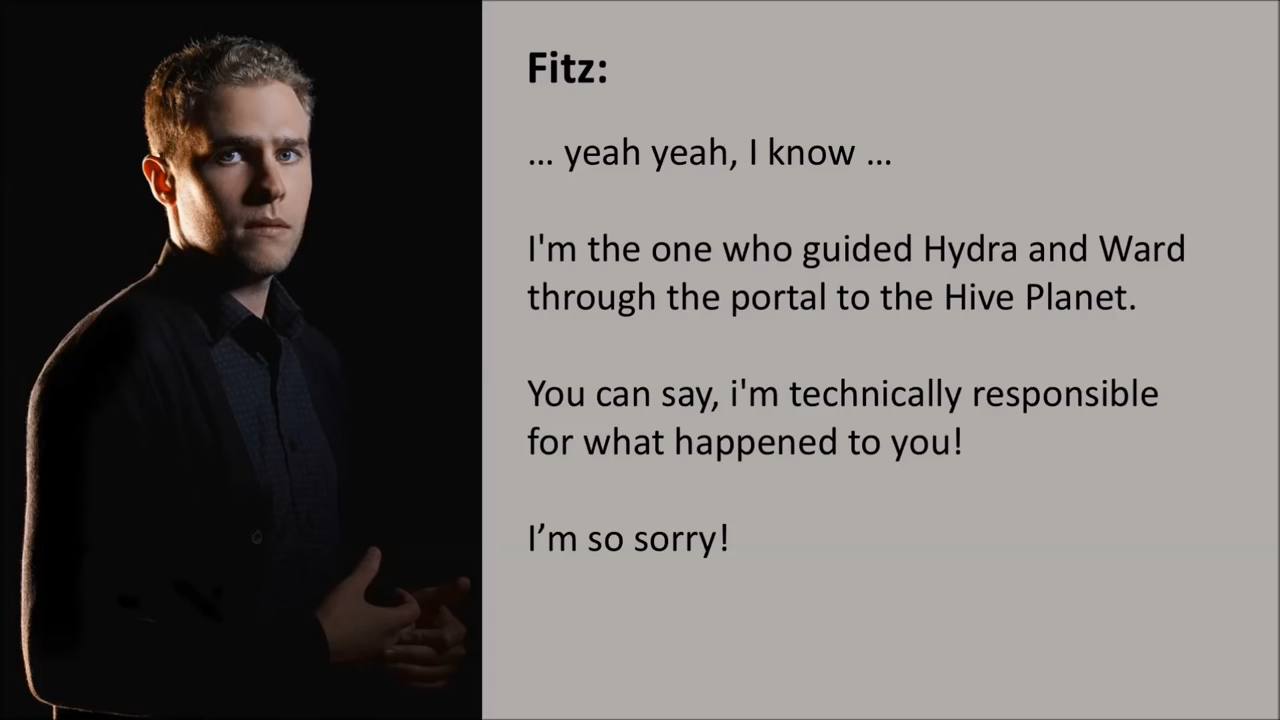 Fitz:
... yeah yeah, I know ...
I'm the one who guided Hydra and Ward
through the portal to the Hive Planet.
You can say, i'm technically responsible
for what happened to you!
I’m so sorry!